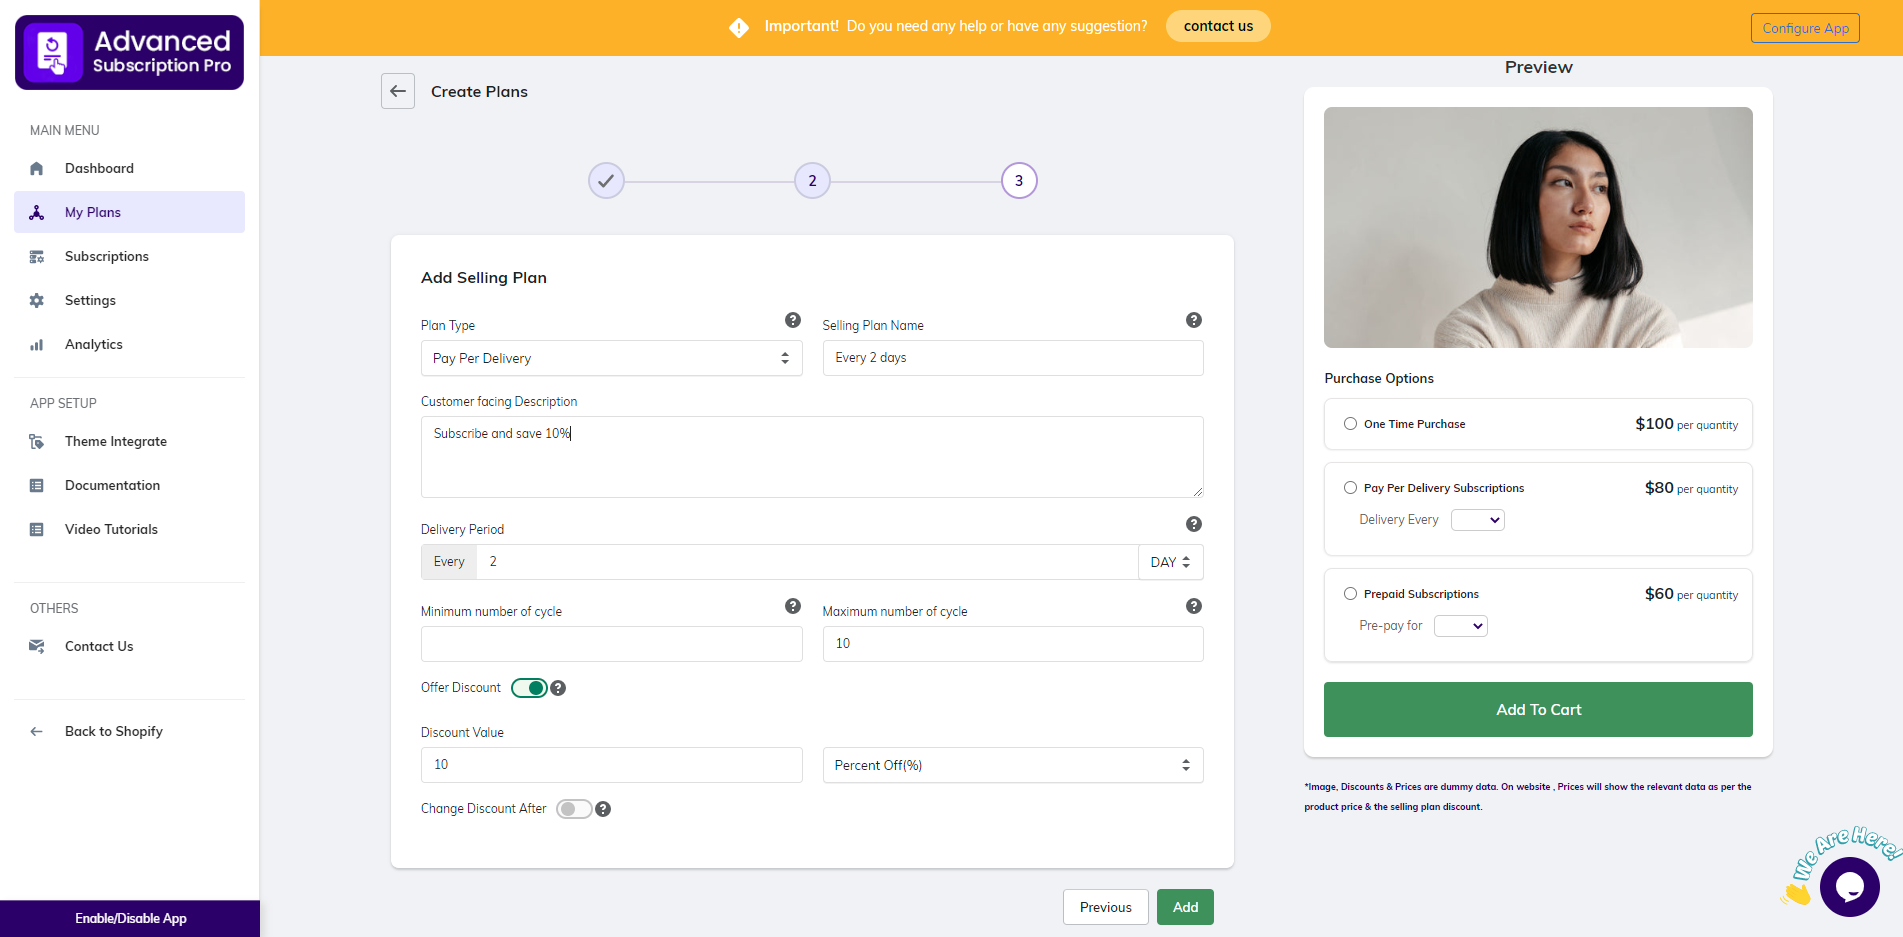 Advanced
Subscription Pro
MAIN MENU
Dashboard
My Plans
Subscriptions
Settings
Analytics
APP SETUP
Theme Integrate
Documentation
Video Tutorials
OTHERS
Contact Us
Back to Shopify
Enable/Disable App
Important! Do you need any help or have any suggestion? contact us
Configure App
Create Plans
2
3
Add Selling Plan
Plan Type ?
Pay Per Delivery
Selling Plan Name ?
Every 2 days
Customer facing Description
Subscribe and save 10%
Delivery Period ?
Every 2 DAY
Minimum number of cycle ?
Maximum number of cycle ?
10
Offer Discount ?
Discount Value
10
Percent Off(%)
Change Discount After ?
Previous Add
Preview
Purchase Options
One Time Purchase $100 per quantity
Pay Per Delivery Subscriptions $80 per quantity
Delivery Every
Prepaid Subscriptions $60 per quantity
Pre-pay for
Add To Cart
*Image, Discounts & Prices are dummy data. On website , Prices will show the relevant data as per the
product price & the selling plan discount.
We Are Here!